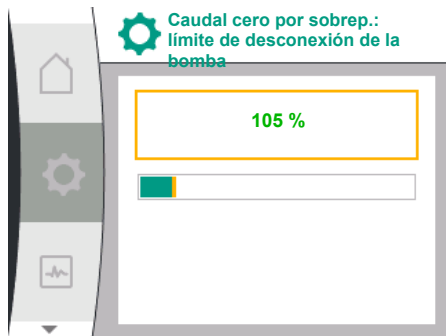 Caudal cero por sobrep.:
límite de desconexión de la
bomba
105 %